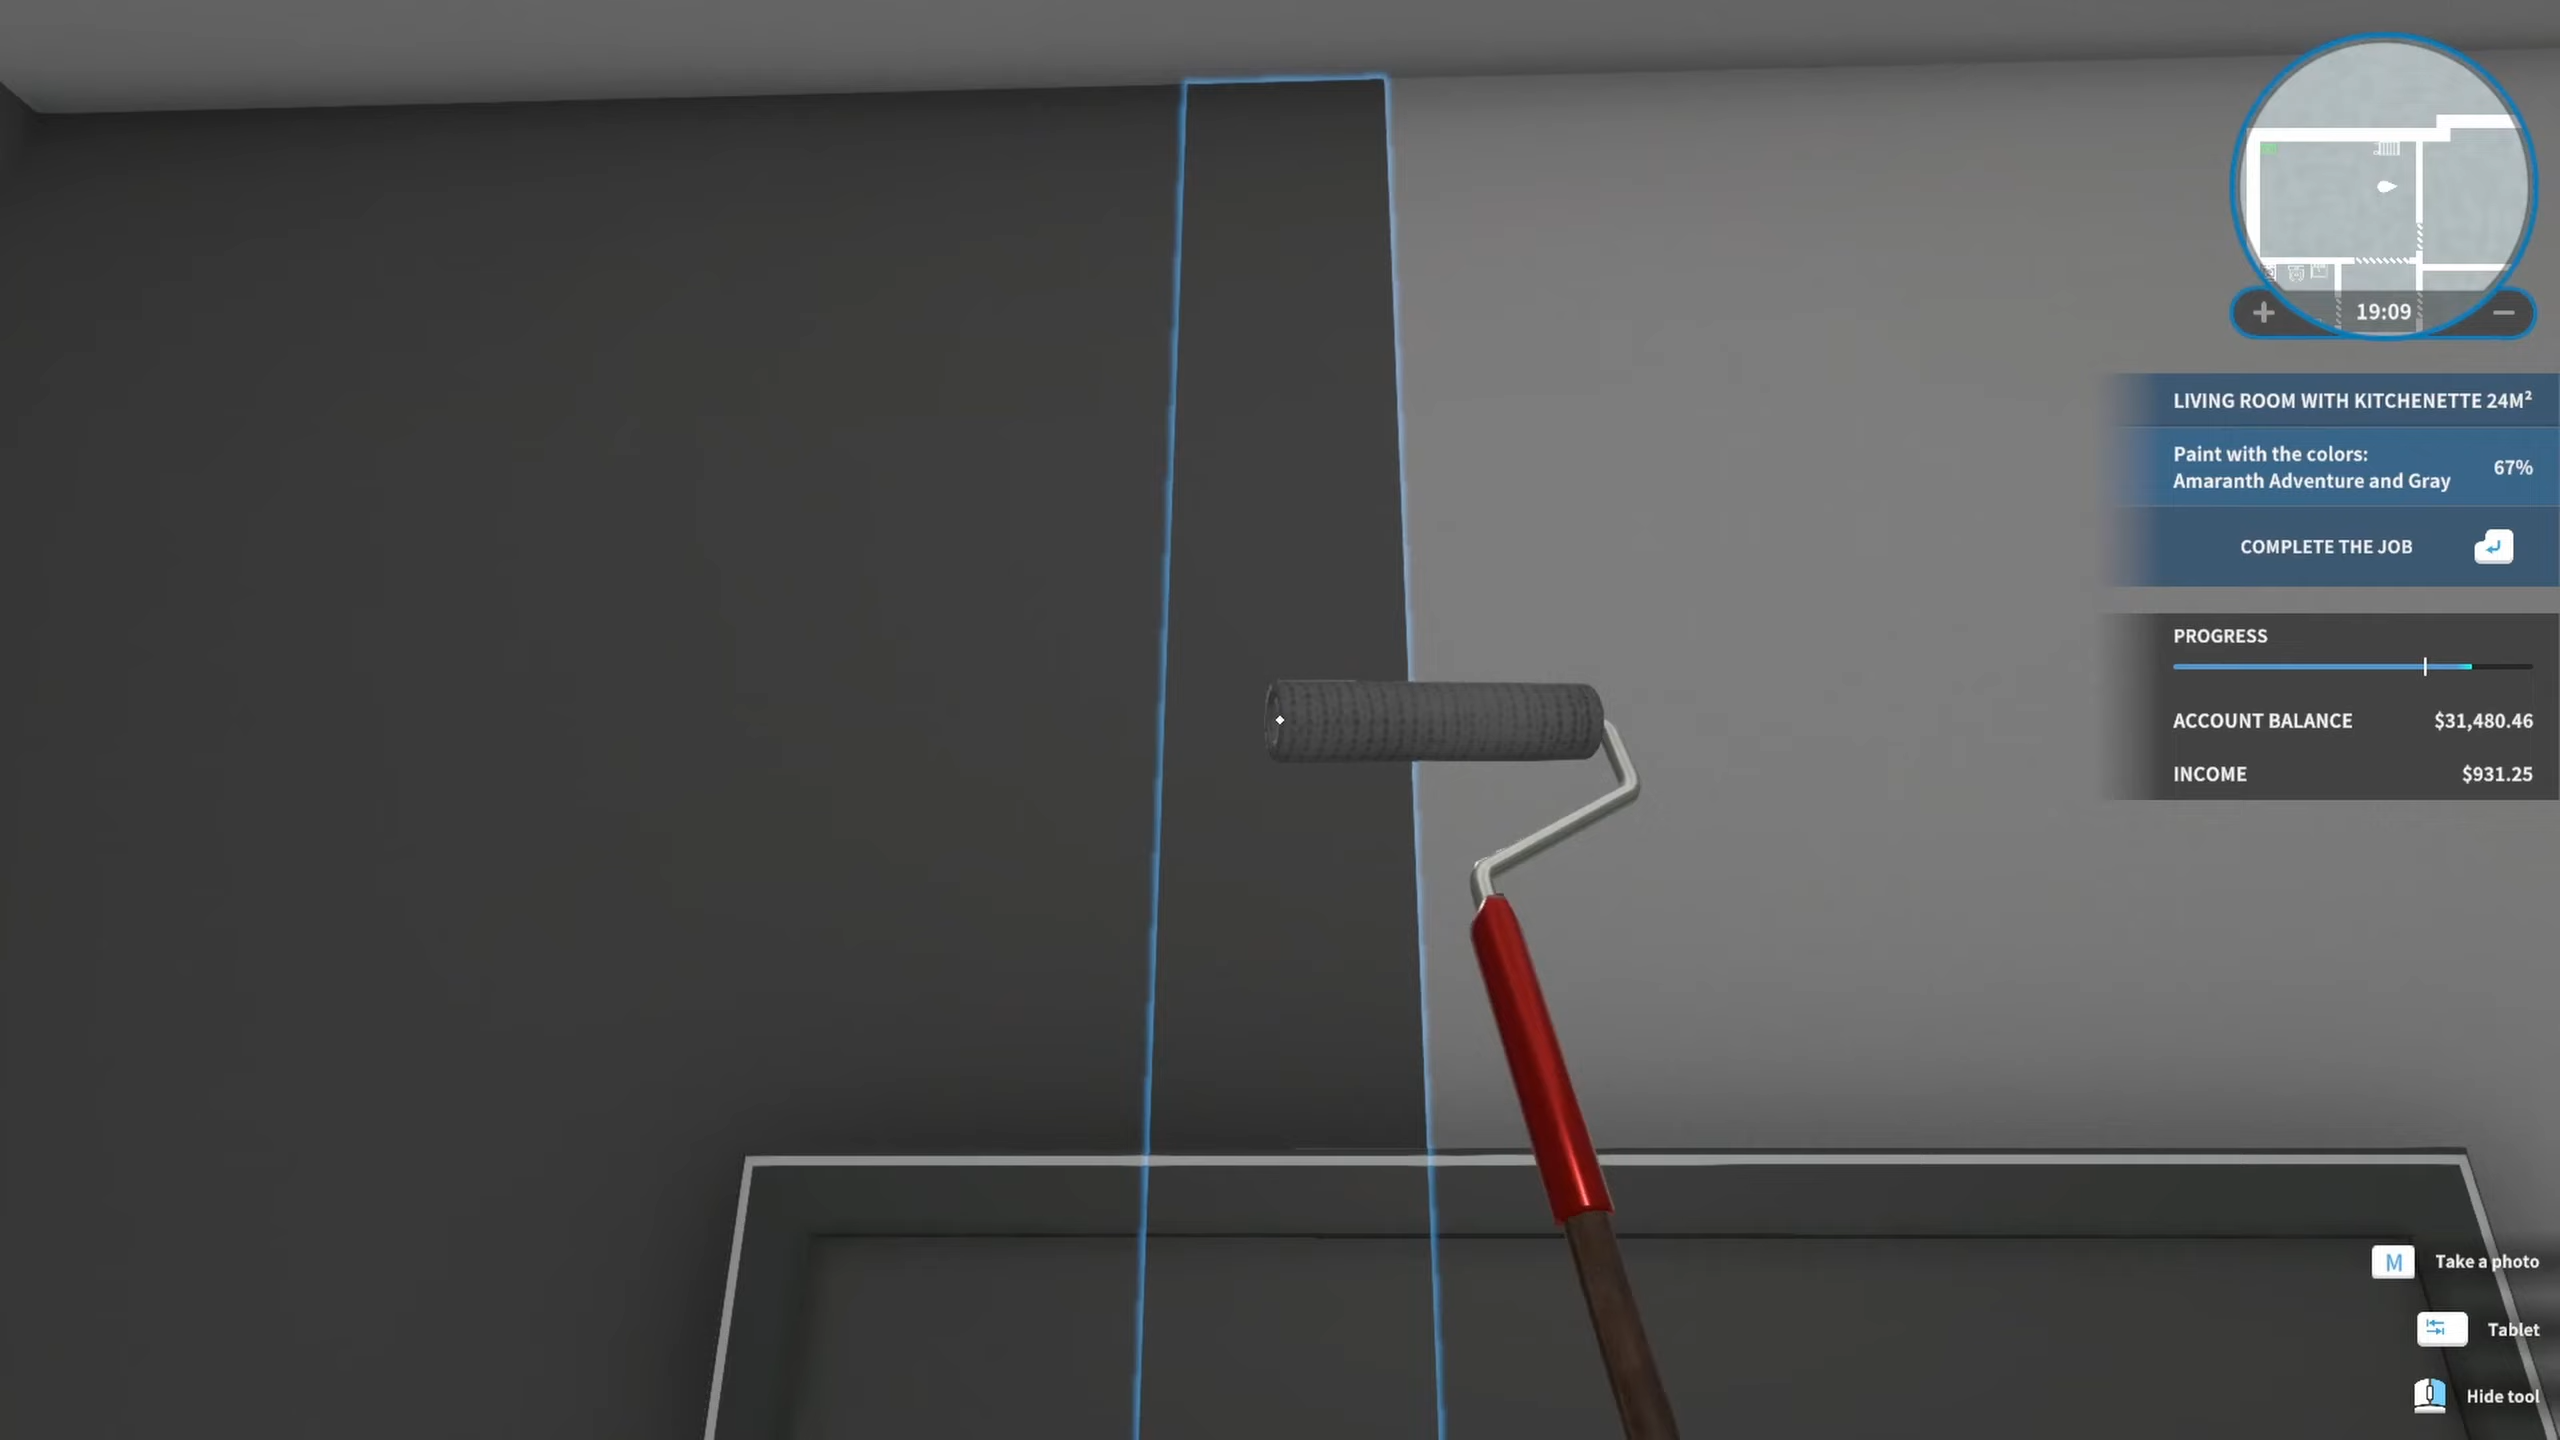 19:09
LIVING ROOM WITH KITCHENETTE 24M²
Paint with the colors:
Amaranth Adventure and Gray
67%
COMPLETE THE JOB
PROGRESS
ACCOUNT BALANCE $31,480.46
INCOME $931.25
M Take a photo
Tablet
Hide tool